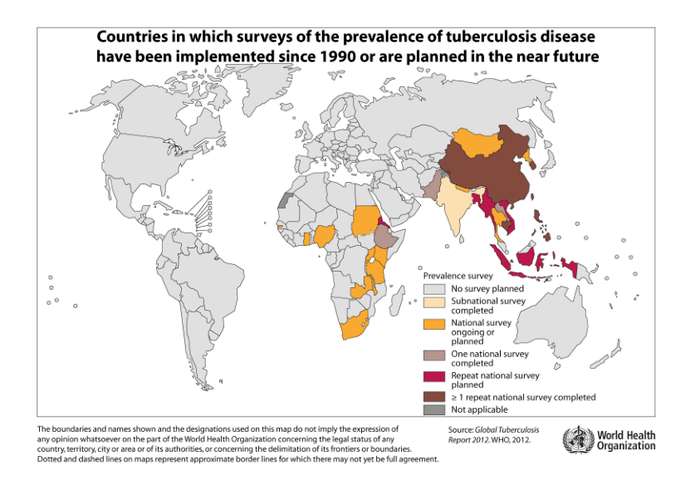 Countries in which surveys of the prevalence of tuberculosis disease
have been implemented since 1990 or are planned in the near future
Prevalence survey
No survey planned
Subnational survey
completed
National survey
ongoing or
planned
One national survey
completed
Repeat national survey
planned
≥ 1 repeat national survey completed
Not applicable
The boundaries and names shown and the designations used on this map do not imply the expression of
any opinion whatsoever on the part of the World Health Organization concerning the legal status of any
country, territory, city or area or of its authorities, or concerning the delimitation of its frontiers or boundaries.
Dotted and dashed lines on maps represent approximate border lines for which there may not yet be full agreement.
Source: Global Tuberculosis
Report 2012. WHO, 2012.
World Health
Organization